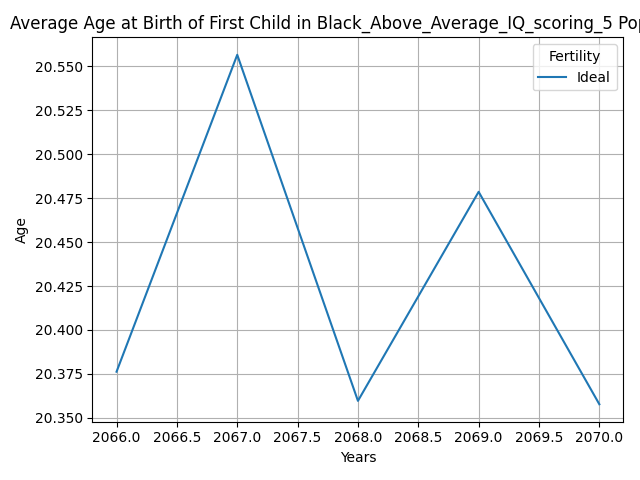 Average Age at Birth of First Child in Black_Above_Average_IQ_scoring_5
Fertility
Ideal
20.550
20.525
20.500
20.475
20.450
20.425
20.400
20.375
20.350
Age
2066.0 2066.5 2067.0 2067.5 2068.0 2068.5 2069.0 2069.5 2070.0
Years